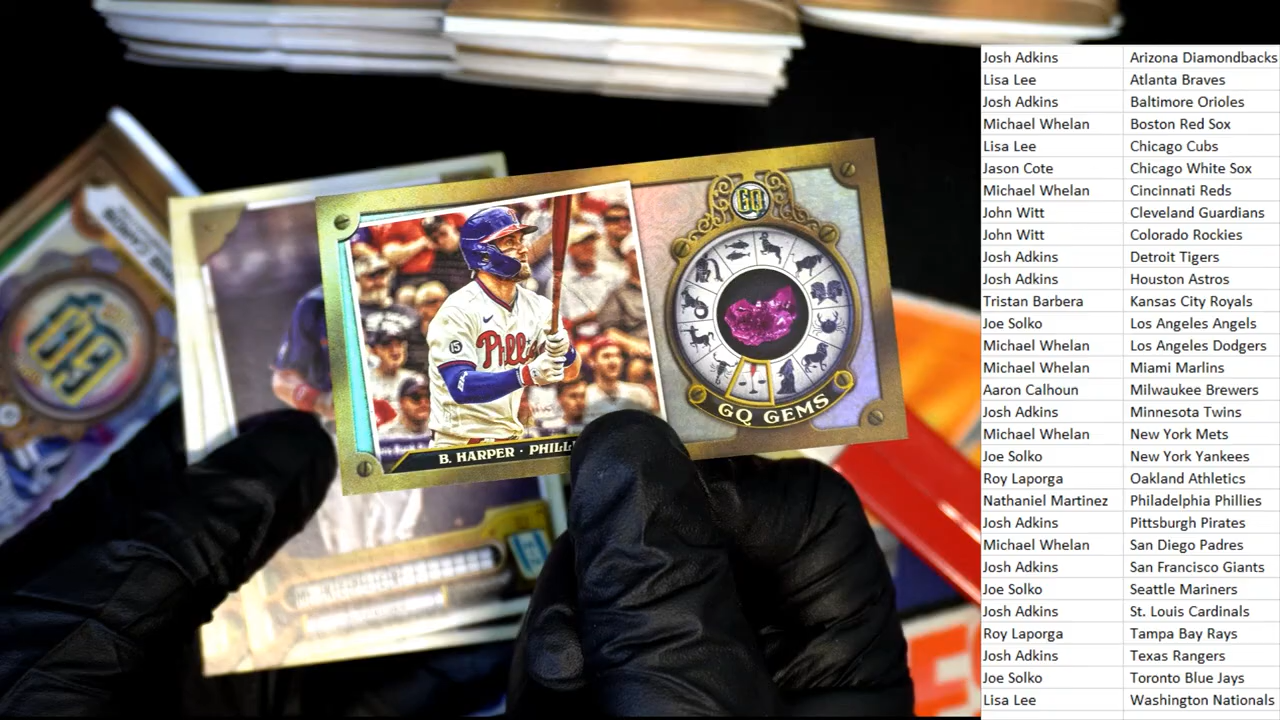 GQ
15
Phillies
B. HARPER · PHILL
GQ GEMS
Josh Adkins Arizona Diamondbacks
Lisa Lee Atlanta Braves
Josh Adkins Baltimore Orioles
Michael Whelan Boston Red Sox
Lisa Lee Chicago Cubs
Jason Cote Chicago White Sox
Michael Whelan Cincinnati Reds
John Witt Cleveland Guardians
John Witt Colorado Rockies
Josh Adkins Detroit Tigers
Josh Adkins Houston Astros
Tristan Barbera Kansas City Royals
Joe Solko Los Angeles Angels
Michael Whelan Los Angeles Dodgers
Michael Whelan Miami Marlins
Aaron Calhoun Milwaukee Brewers
Josh Adkins Minnesota Twins
Michael Whelan New York Mets
Joe Solko New York Yankees
Roy Laporga Oakland Athletics
Nathaniel Martinez Philadelphia Phillies
Josh Adkins Pittsburgh Pirates
Michael Whelan San Diego Padres
Josh Adkins San Francisco Giants
Joe Solko Seattle Mariners
Josh Adkins St. Louis Cardinals
Roy Laporga Tampa Bay Rays
Josh Adkins Texas Rangers
Joe Solko Toronto Blue Jays
Lisa Lee Washington Nationals